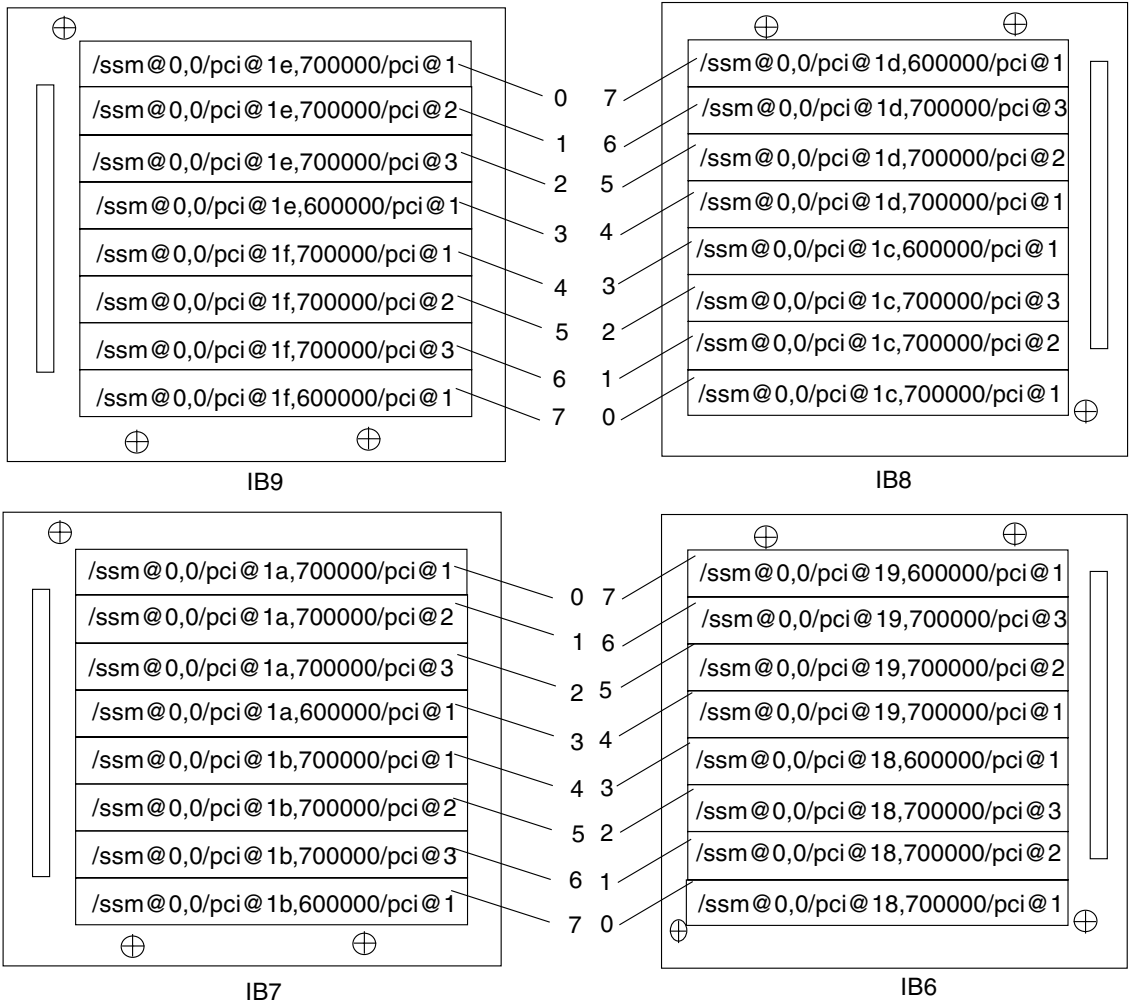 /ssm@0,0/pci@1e,700000/pci@1
/ssm@0,0/pci@1e,700000/pci@2
/ssm@0,0/pci@1e,700000/pci@3
/ssm@0,0/pci@1e,600000/pci@1
/ssm@0,0/pci@1f,700000/pci@1
/ssm@0,0/pci@1f,700000/pci@2
/ssm@0,0/pci@1f,700000/pci@3
/ssm@0,0/pci@1f,600000/pci@1
0
1
2
3
4
5
6
7
IB9
7
6
5
4
3
2
1
0
/ssm@0,0/pci@1d,600000/pci@1
/ssm@0,0/pci@1d,700000/pci@3
/ssm@0,0/pci@1d,700000/pci@2
/ssm@0,0/pci@1d,700000/pci@1
/ssm@0,0/pci@1c,600000/pci@1
/ssm@0,0/pci@1c,700000/pci@3
/ssm@0,0/pci@1c,700000/pci@2
/ssm@0,0/pci@1c,700000/pci@1
IB8
/ssm@0,0/pci@1a,700000/pci@1
/ssm@0,0/pci@1a,700000/pci@2
/ssm@0,0/pci@1a,700000/pci@3
/ssm@0,0/pci@1a,600000/pci@1
/ssm@0,0/pci@1b,700000/pci@1
/ssm@0,0/pci@1b,700000/pci@2
/ssm@0,0/pci@1b,700000/pci@3
/ssm@0,0/pci@1b,600000/pci@1
0
1
2
3
4
5
6
7
IB7
7
6
5
4
3
2
1
0
/ssm@0,0/pci@19,600000/pci@1
/ssm@0,0/pci@19,700000/pci@3
/ssm@0,0/pci@19,700000/pci@2
/ssm@0,0/pci@19,700000/pci@1
/ssm@0,0/pci@18,600000/pci@1
/ssm@0,0/pci@18,700000/pci@3
/ssm@0,0/pci@18,700000/pci@2
/ssm@0,0/pci@18,700000/pci@1
IB6